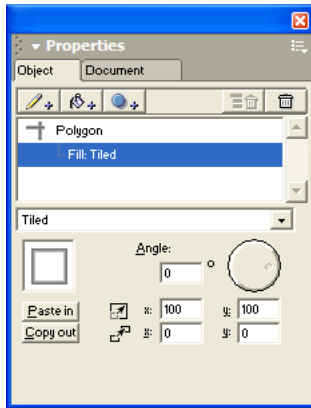 Properties
Object Document
Polygon
Fill: Tiled
Tiled
Angle:
0 °
Paste in x: 100 y: 100
Copy out x: 0 y: 0